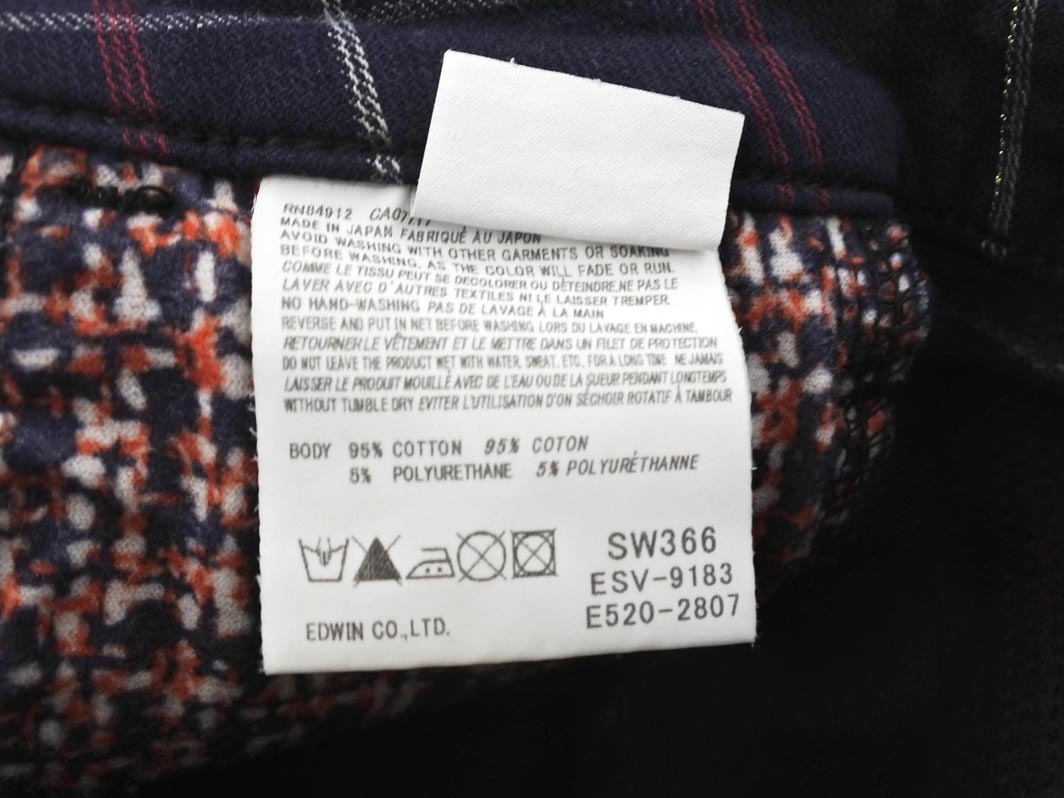 RN84912 CA07717
MADE IN JAPAN FABRIQUÉ AU JAPON
AVOID WASHING WITH OTHER GARMENTS OR SOAKING
BEFORE WASHING, AS THE COLOR WILL FADE OR RUN.
COMME LE TISSU PEUT SE DECOLORER OU DÉTEINDRE,NE PAS LE
LAVER AVEC D'AUTRES TEXTILES NI LE LAISSER TREMPER
NO HAND-WASHING PAS DE LAVAGE À LA MAIN
REVERSE AND PUT IN NET BEFORE WASHING LORS DU LAVAGE EN MACHINE,
RETOURNER LE VÊTEMENT ET LE METTRE DANS UN FILET DE PROTECTION
DO NOT LEAVE THE PRODUCT WET WITH WATER, SWEAT, ETC, FOR A LONG TIME NE JAMAIS
LAISSER LE PRODUIT MOUILLÉ AVEC DE L'EAU OU DE LA SUEUR PENDANT LONGTEMPS
WITHOUT TUMBLE DRY EVITER L'UTILISATION D'ON SÉCHOIR ROTATIF À TAMBOUR
BODY 95% COTTON 95% COTON
5% POLYURETHANE 5% POLYURÉTHANNE
SW366
ESV-9183
E520-2807
EDWIN CO.,LTD.